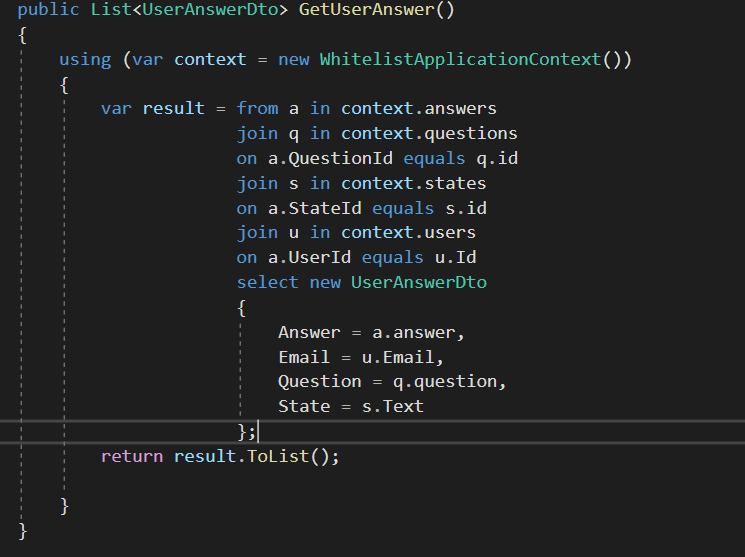 public List<UserAnswerDto> GetUserAnswer()
{
using (var context = new WhitelistApplicationContext())
{
var result = from a in context.answers
join q in context.questions
on a.QuestionId equals q.id
join s in context.states
on a.StateId equals s.id
join u in context.users
on a.UserId equals u.Id
select new UserAnswerDto
{
Answer = a.answer,
Email = u.Email,
Question = q.question,
State = s.Text
};
return result.ToList();
}
}